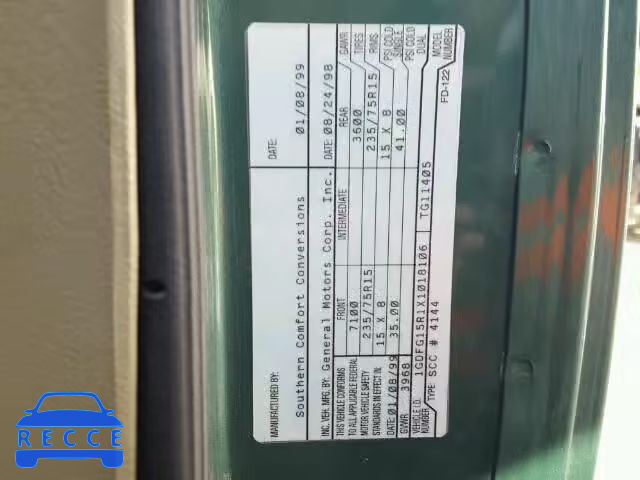 MANUFACTURED BY: DATE:
Southern Comfort Conversions 01/08/99
INC. VEH. MFG. BY: General Motors Corp. Inc. DATE: 08/24/98
THIS VEHICLE CONFORMS FRONT INTERMEDIATE REAR GAWR
TO ALL APPLICABLE FEDERAL 7100 3600 TIRES
MOTOR VEHICLE SAFETY 235/75R15 235/75R15 RIMS
STANDARDS IN EFFECT IN: 15 X 8 15 X 8 PSI COLD SINGLE
DATE: 01/08/99 35.00 41.00 PSI COLD DUAL
GVWR 3968
VEHICLE I.D. NUMBER 1GDFG15R1X1018106 TG11405 MODEL NUMBER
TYPE: SCC # 4144 FD-122
RECCE